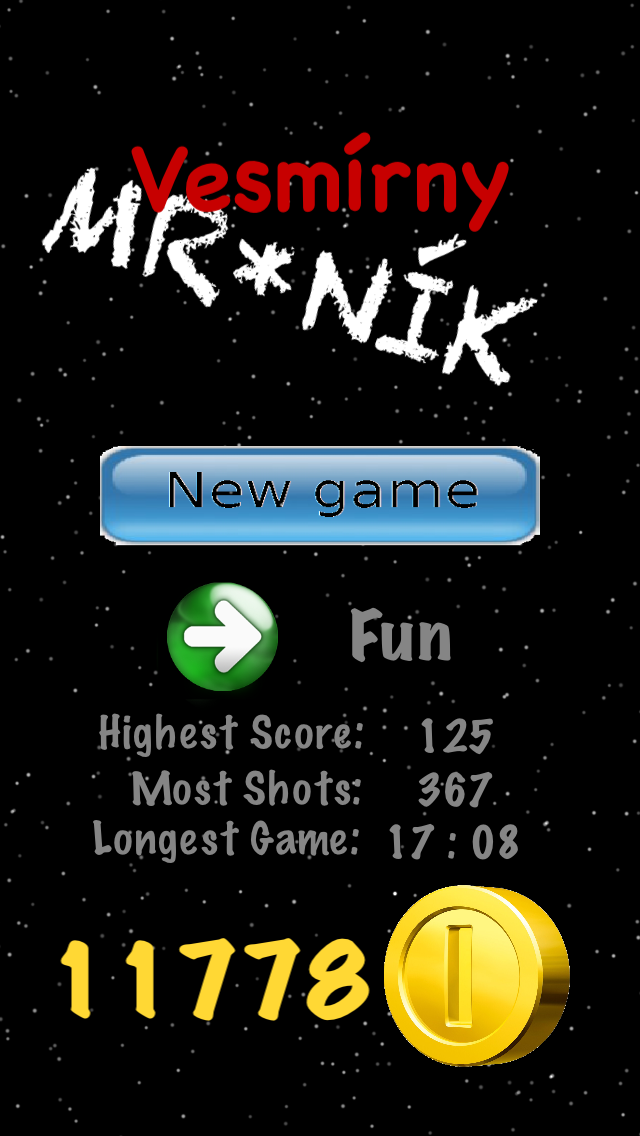 Vesmírny
MR*NÍK
New game
Fun
Highest Score: 125
Most Shots: 367
Longest Game: 17 : 08
11778